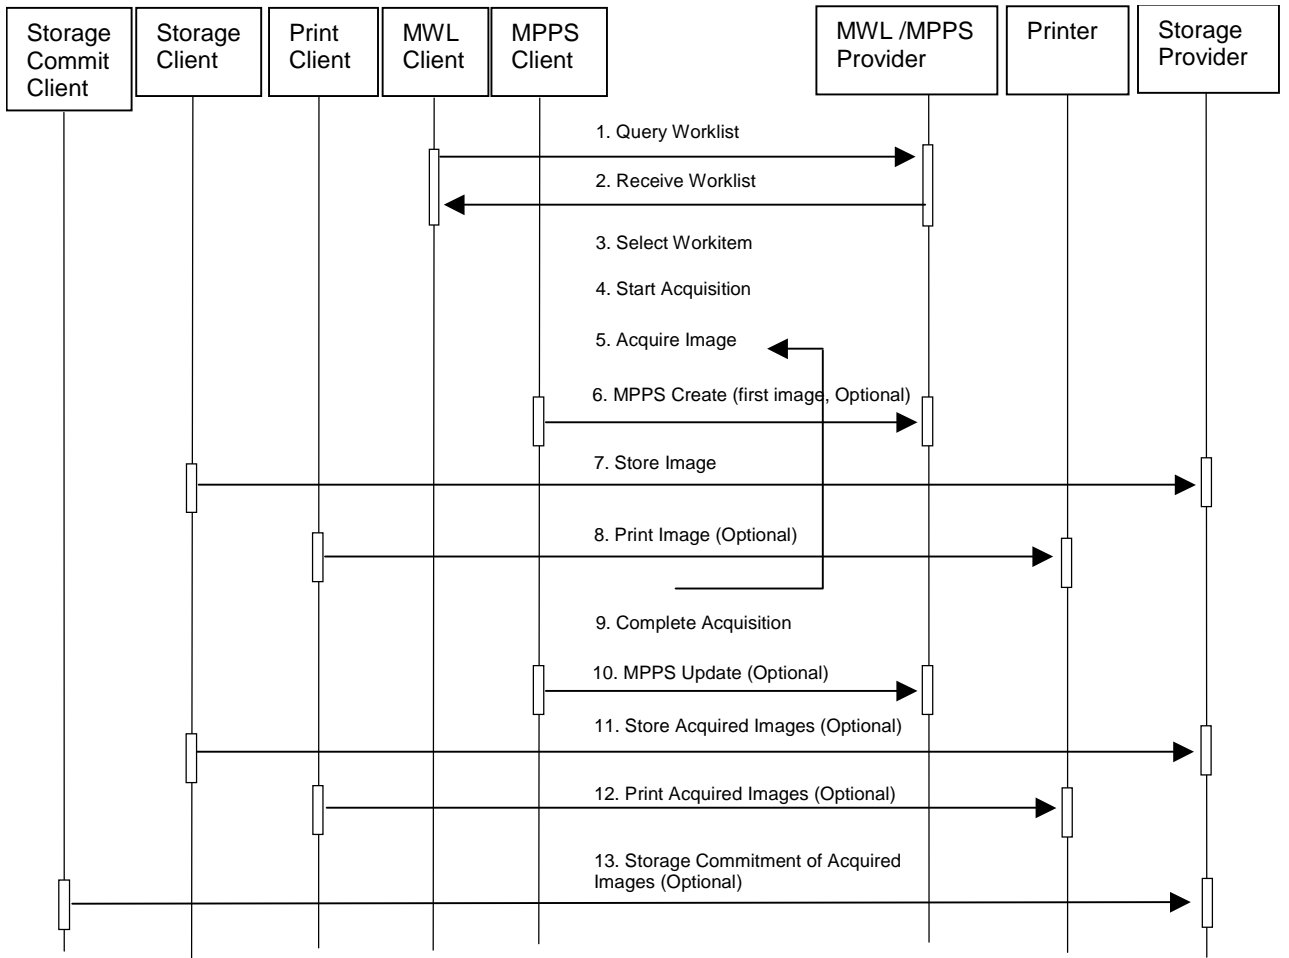 Storage
Commit
Client
Storage
Client
Print
Client
MWL
Client
MPPS
Client
MWL /MPPS
Provider
Printer
Storage
Provider
1. Query Worklist
2. Receive Worklist
3. Select Workitem
4. Start Acquisition
5. Acquire Image
6. MPPS Create (first image, Optional)
7. Store Image
8. Print Image (Optional)
9. Complete Acquisition
10. MPPS Update (Optional)
11. Store Acquired Images (Optional)
12. Print Acquired Images (Optional)
13. Storage Commitment of Acquired
Images (Optional)